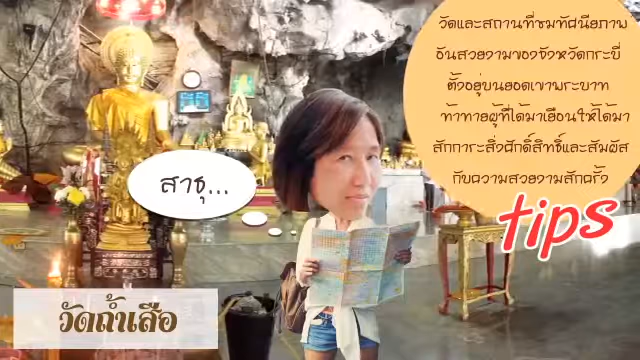 วัดและสถานที่ชมทัศนียภาพ
อันสวยงามของจังหวัดกระบี่
ตั้งอยู่บนยอดเขาพระบาท
ท้าทายผู้ที่ได้มาเยือนให้ได้มา
สักการะสิ่งศักดิ์สิทธิ์และสัมผัส
กับความสวยงามสักครั้ง
tips
สาธุ...
วัดถ้ำเสือ